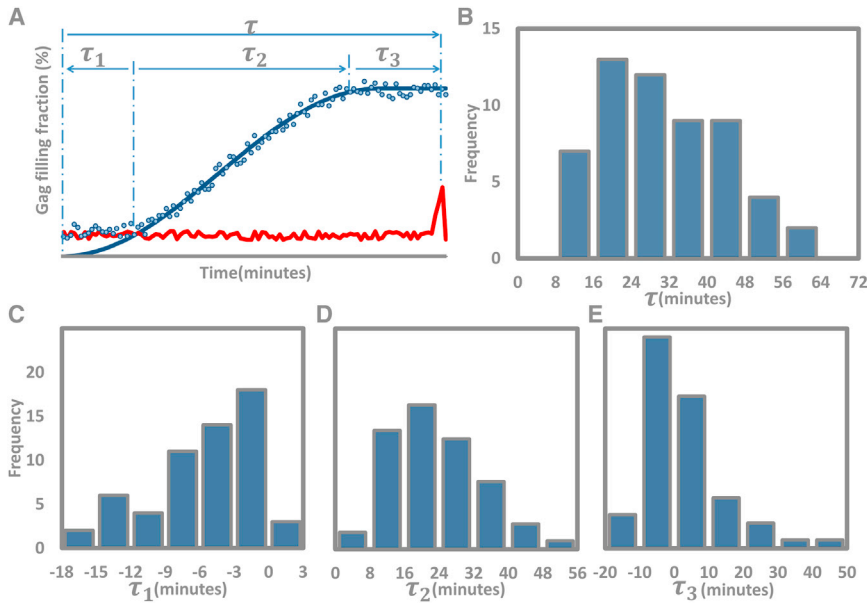 A
τ
τ1
τ2
τ3
Gag filling fraction (%)
Time(minutes)
B
15
10
5
0
Frequency
0 8 16 24 32 40 48 56 64 72
τ(minutes)
C
20
15
10
5
0
Frequency
-18 -15 -12 -9 -6 -3 0 3
τ1(minutes)
D
0 8 16 24 32 40 48 56
τ2(minutes)
E
-20 -10 0 10 20 30 40 50
τ3(minutes)